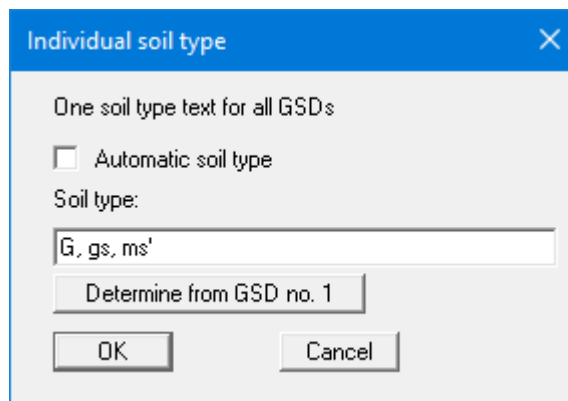 Individual soil type
One soil type text for all GSDs
Automatic soil type
Soil type:
G, gs, ms'
Determine from GSD no. 1
OK Cancel